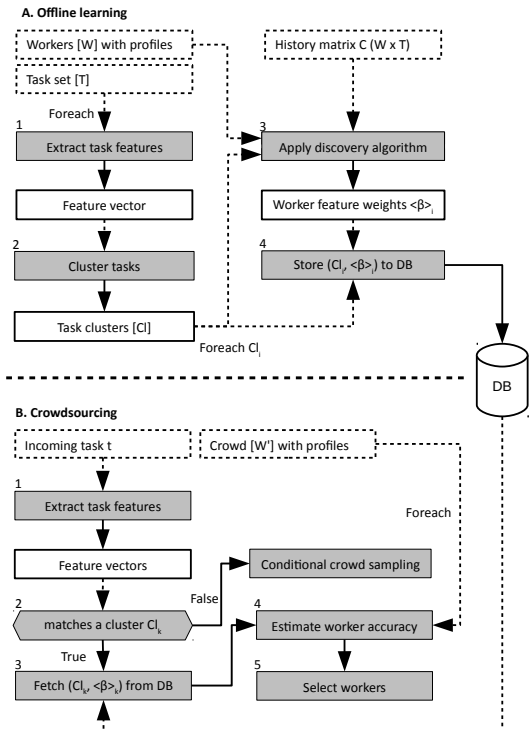 A. Offline learning
Workers [W] with profiles
History matrix C (W x T)
Task set [T]
Foreach
1
Extract task features
3
Apply discovery algorithm
Feature vector
Worker feature weights <β>i
2
Cluster tasks
4
Store (Cli, <β>i) to DB
Task clusters [Cl]
Foreach Cli
DB
B. Crowdsourcing
Incoming task t
Crowd [W'] with profiles
1
Extract task features
Foreach
Feature vectors
Conditional crowd sampling
False
2
matches a cluster Clk
4
Estimate worker accuracy
True
3
Fetch (Clk, <β>k) from DB
5
Select workers